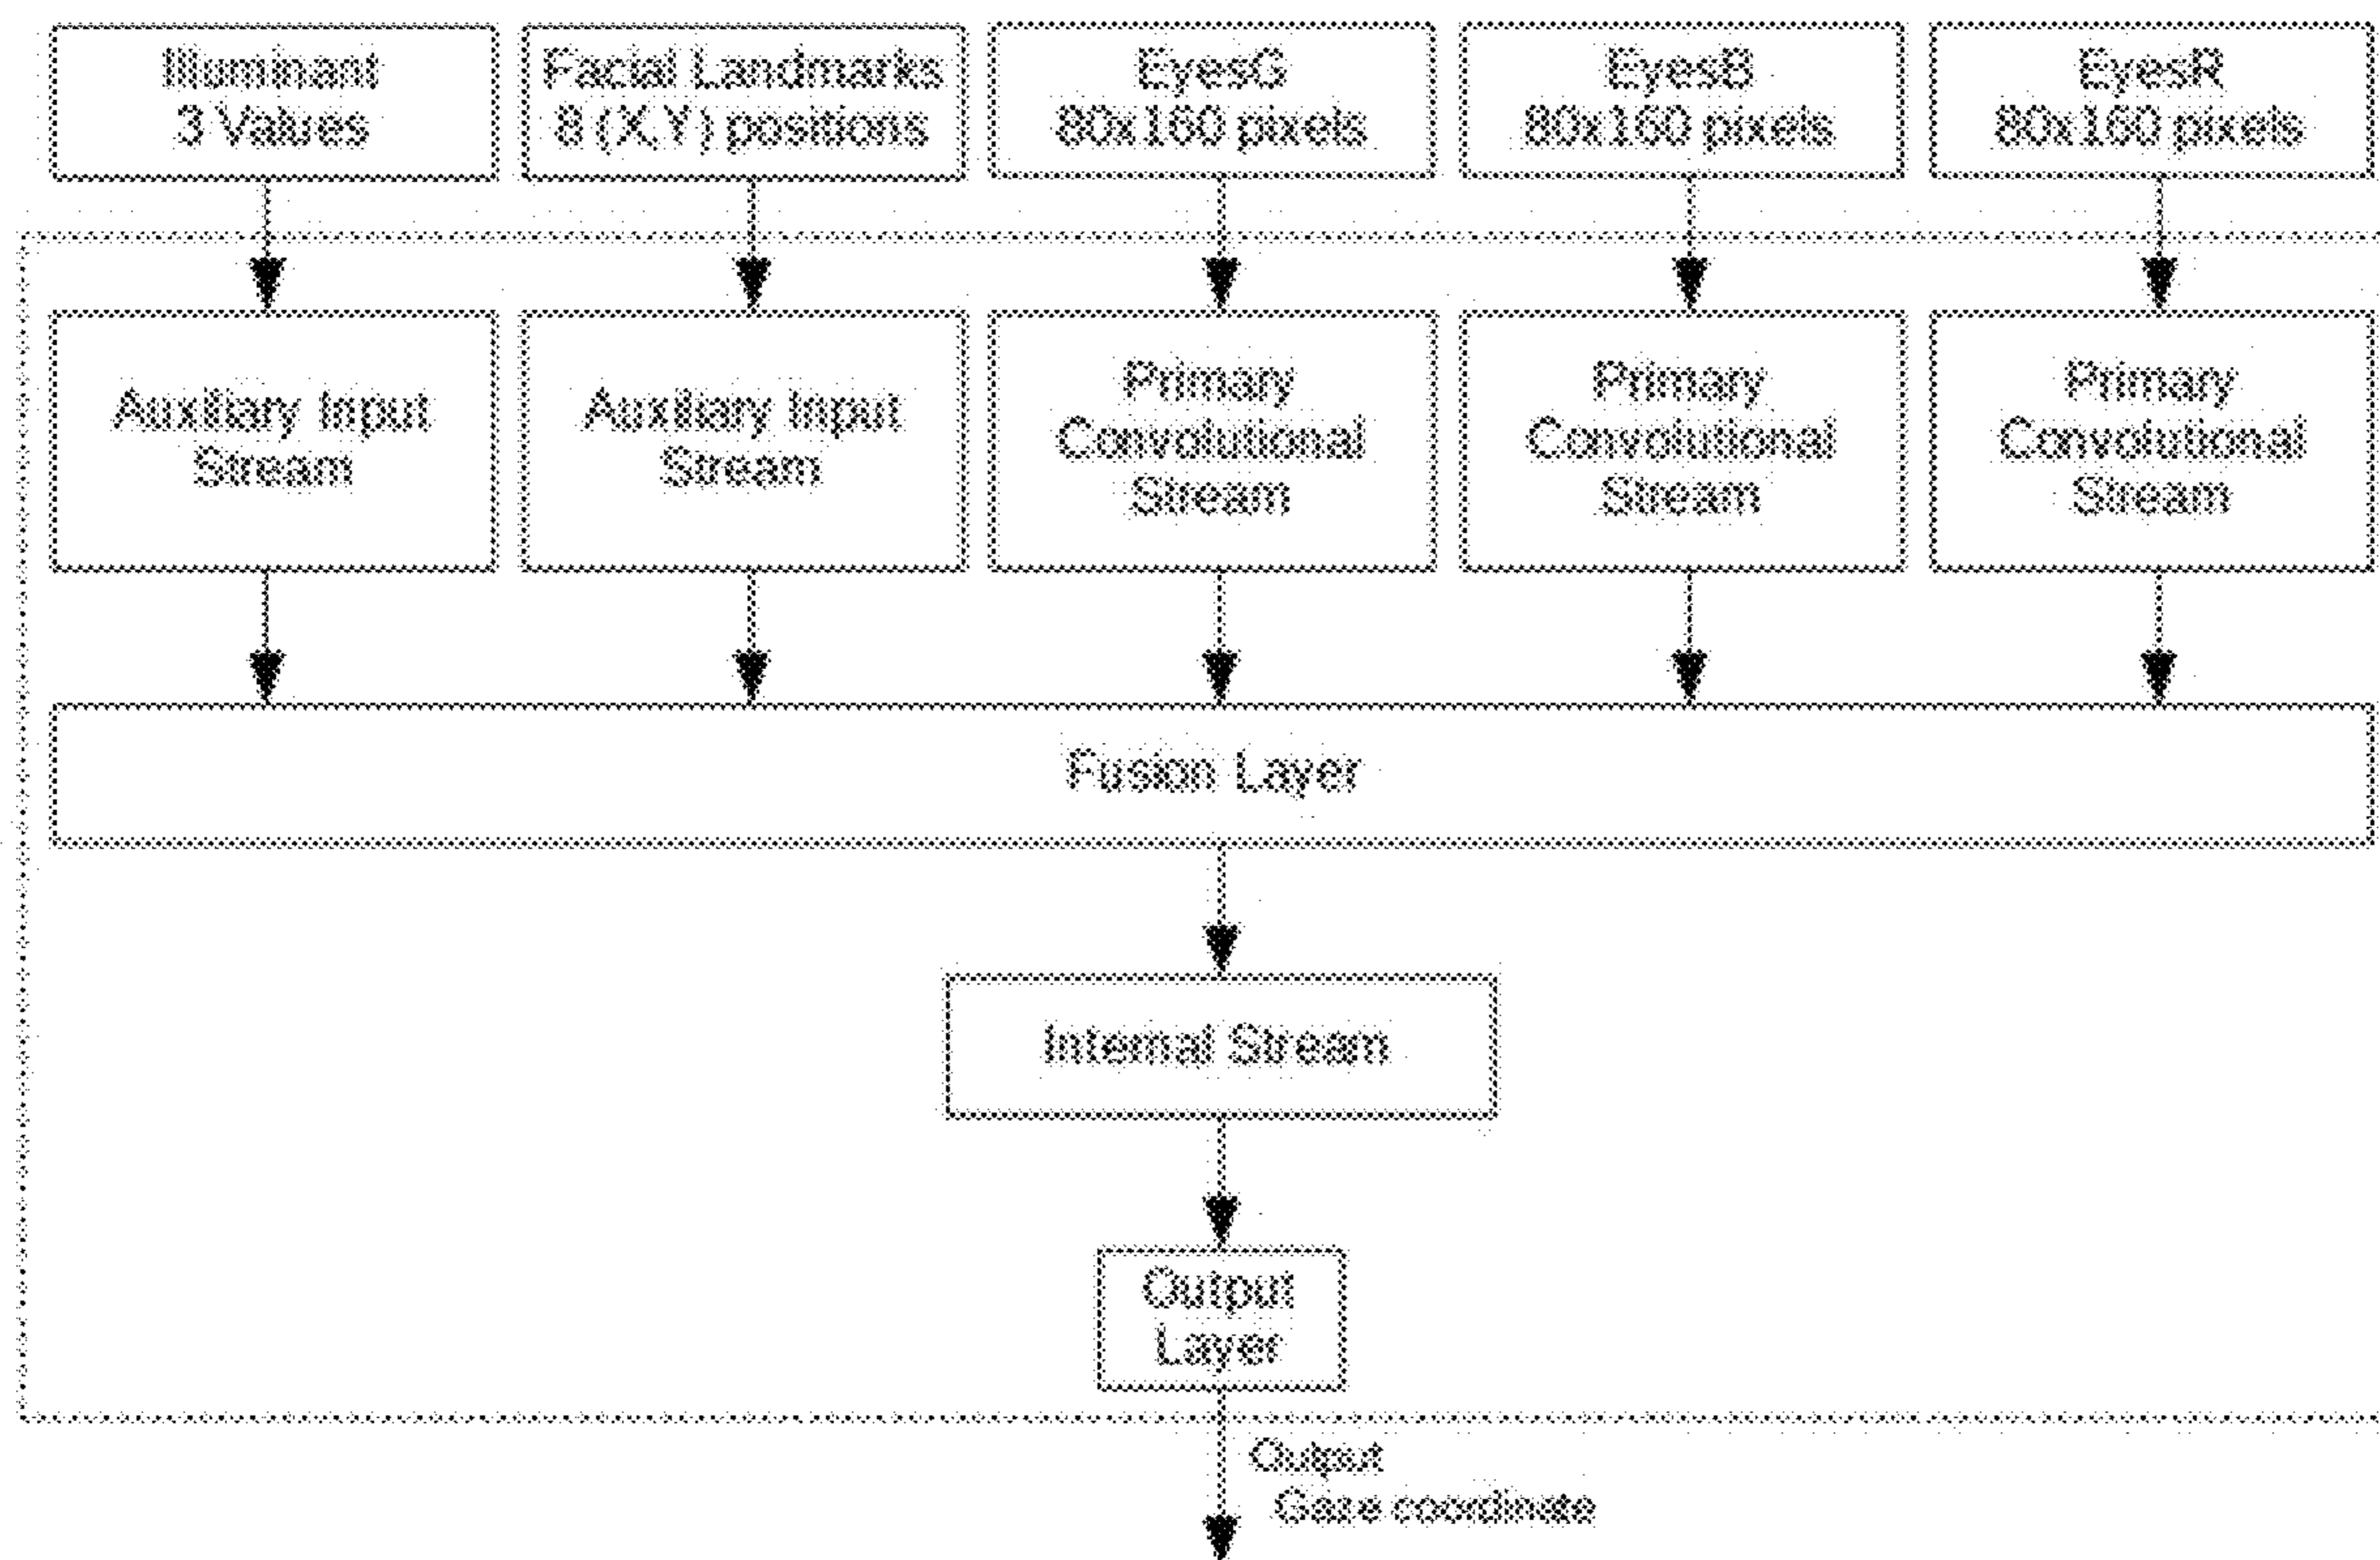 Illuminant
3 Values
Facial Landmarks
8 (X,Y) positions
EyesG
80x160 pixels
EyesB
80x160 pixels
EyesR
80x160 pixels
Auxiliary Input
Stream
Auxiliary Input
Stream
Primary
Convolutional
Stream
Primary
Convolutional
Stream
Primary
Convolutional
Stream
Fusion Layer
Internal Stream
Output
Layer
Output
Gaze coordinate